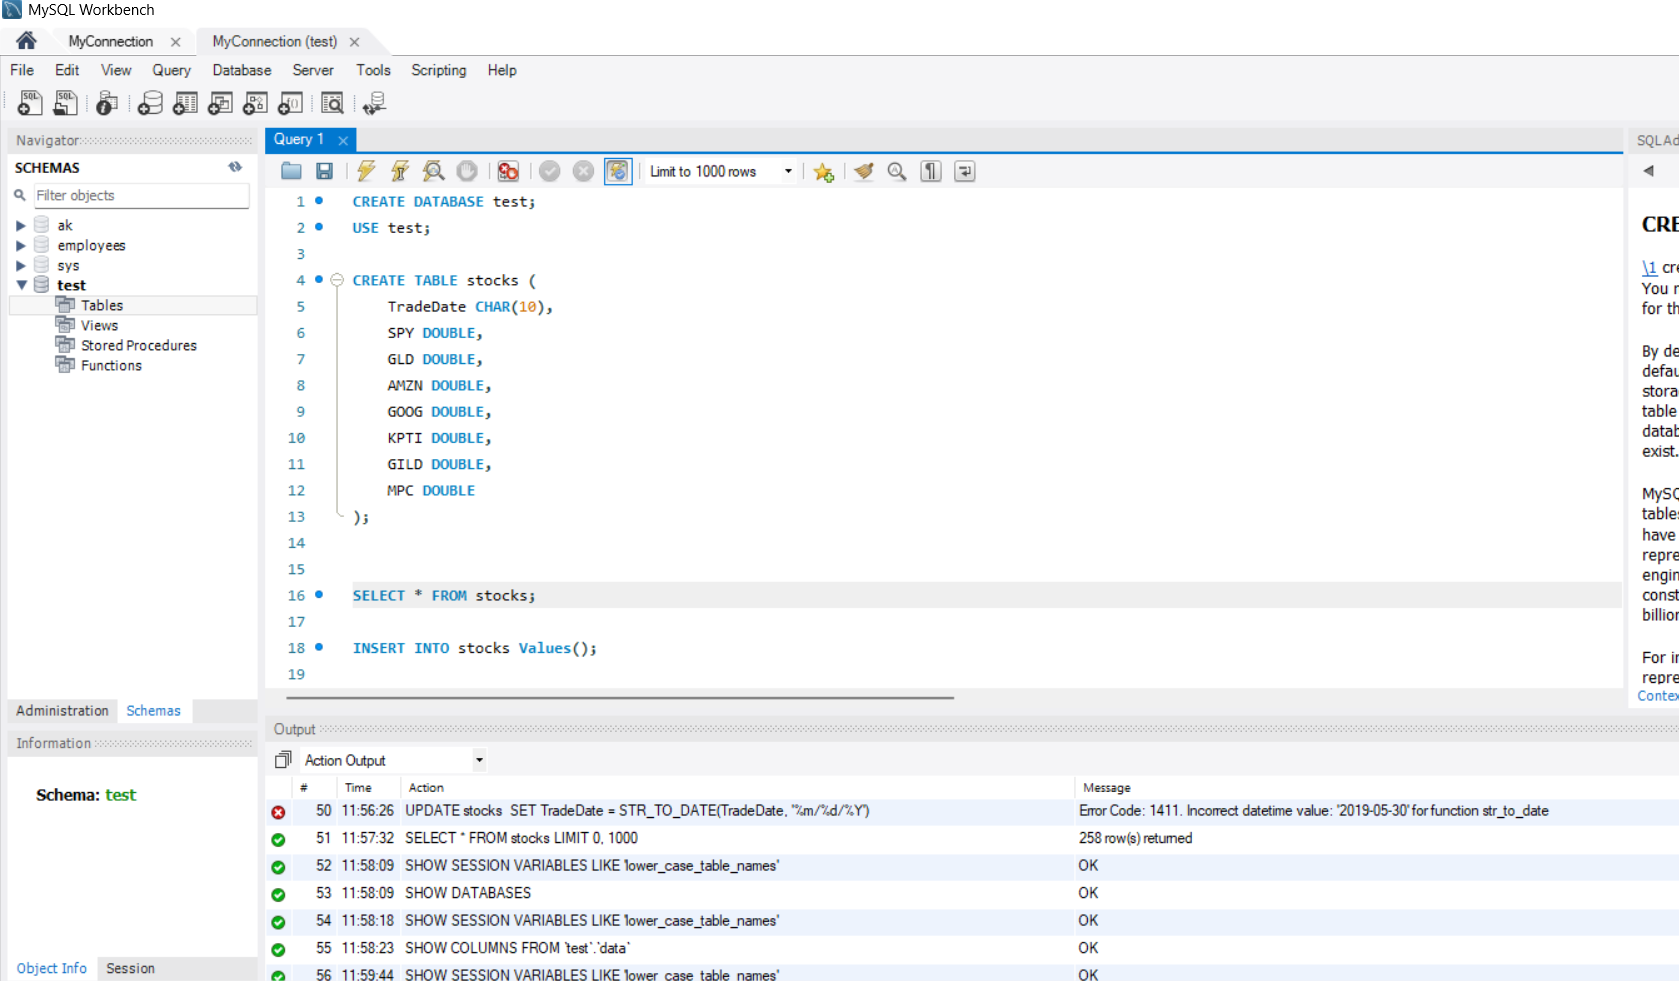 MySQL Workbench
MyConnection
MyConnection (test)
File Edit View Query Database Server Tools Scripting Help
Navigator
SCHEMAS
Filter objects
ak
employees
sys
test
Tables
Views
Stored Procedures
Functions
Administration Schemas
Information
Schema: test
Object Info Session
Query 1
Limit to 1000 rows
1 CREATE DATABASE test;
2 USE test;
3
4 CREATE TABLE stocks (
5 TradeDate CHAR(10),
6 SPY DOUBLE,
7 GLD DOUBLE,
8 AMZN DOUBLE,
9 GOOG DOUBLE,
10 KPTI DOUBLE,
11 GILD DOUBLE,
12 MPC DOUBLE
13 );
14
15
16 SELECT * FROM stocks;
17
18 INSERT INTO stocks Values();
19
Output
Action Output
# Time Action Message
50 11:56:26 UPDATE stocks SET TradeDate = STR_TO_DATE(TradeDate, "%m/%d/%Y") Error Code: 1411. Incorrect datetime value: '2019-05-30' for function str_to_date
51 11:57:32 SELECT * FROM stocks LIMIT 0, 1000 258 row(s) returned
52 11:58:09 SHOW SESSION VARIABLES LIKE 'lower_case_table_names' OK
53 11:58:09 SHOW DATABASES OK
54 11:58:18 SHOW SESSION VARIABLES LIKE 'lower_case_table_names' OK
55 11:58:23 SHOW COLUMNS FROM `test`.`data` OK
56 11:59:44 SHOW SESSION VARIABLES LIKE 'lower_case_table_names' OK
SQLAd
CRE
\1 cre
You
for th
By de
defau
stora
table
datab
exist.
MySQ
tables
have
repre
engin
const
billion
For in
repre
Contex